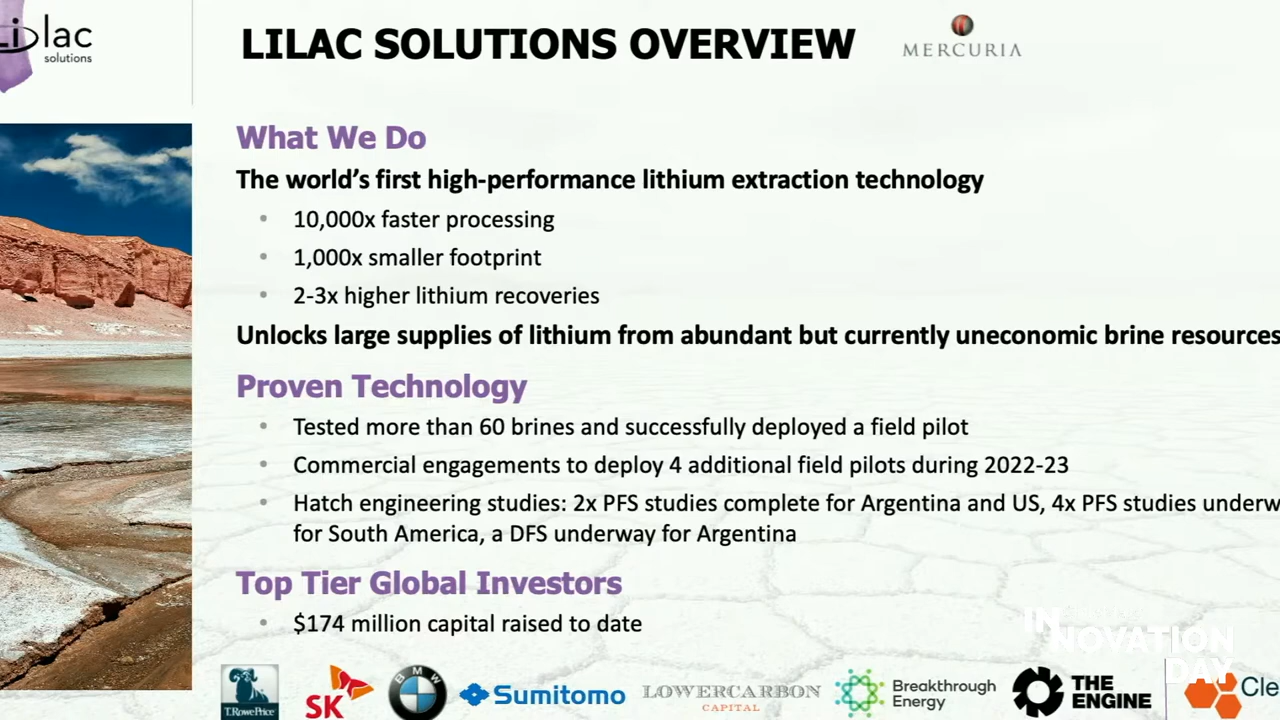 Lilac
solutions
LILAC SOLUTIONS OVERVIEW
MERCURIA
What We Do
The world's first high-performance lithium extraction technology
• 10,000x faster processing
• 1,000x smaller footprint
• 2-3x higher lithium recoveries
Unlocks large supplies of lithium from abundant but currently uneconomic brine resources
Proven Technology
• Tested more than 60 brines and successfully deployed a field pilot
• Commercial engagements to deploy 4 additional field pilots during 2022-23
• Hatch engineering studies: 2x PFS studies complete for Argentina and US, 4x PFS studies underw
for South America, a DFS underway for Argentina
Top Tier Global Investors
• $174 million capital raised to date
IN
NOVATION
DAY
T.RowePrice
SK
BMW
Sumitomo
LOWERCARBON
CAPITAL
Breakthrough
Energy
THE
ENGINE
Cle